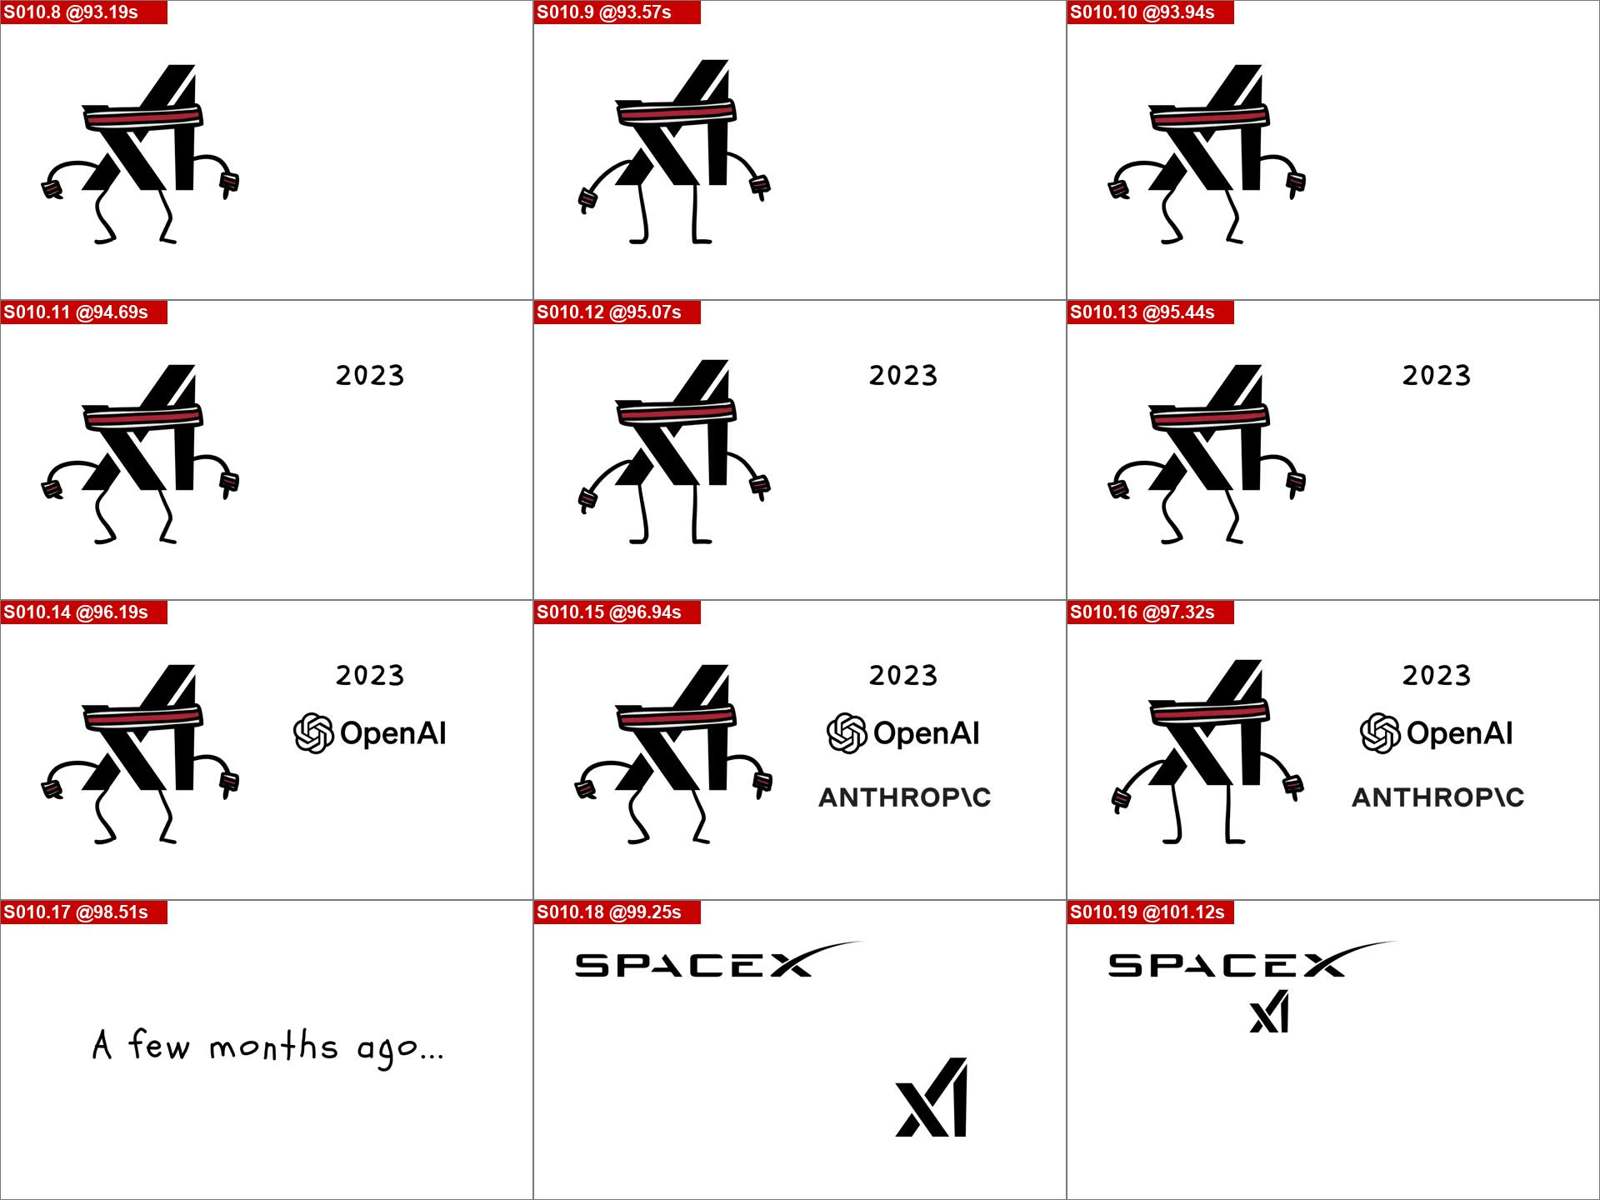 S010.8 @93.19s
S010.9 @93.57s
S010.10 @93.94s
S010.11 @94.69s
2023
S010.12 @95.07s
2023
S010.13 @95.44s
2023
S010.14 @96.19s
2023
OpenAI
S010.15 @96.94s
2023
OpenAI
ANTHROP\C
S010.16 @97.32s
2023
OpenAI
ANTHROP\C
S010.17 @98.51s
A few months ago...
S010.18 @99.25s
SPACEX
xAI
S010.19 @101.12s
SPACEX
xAI